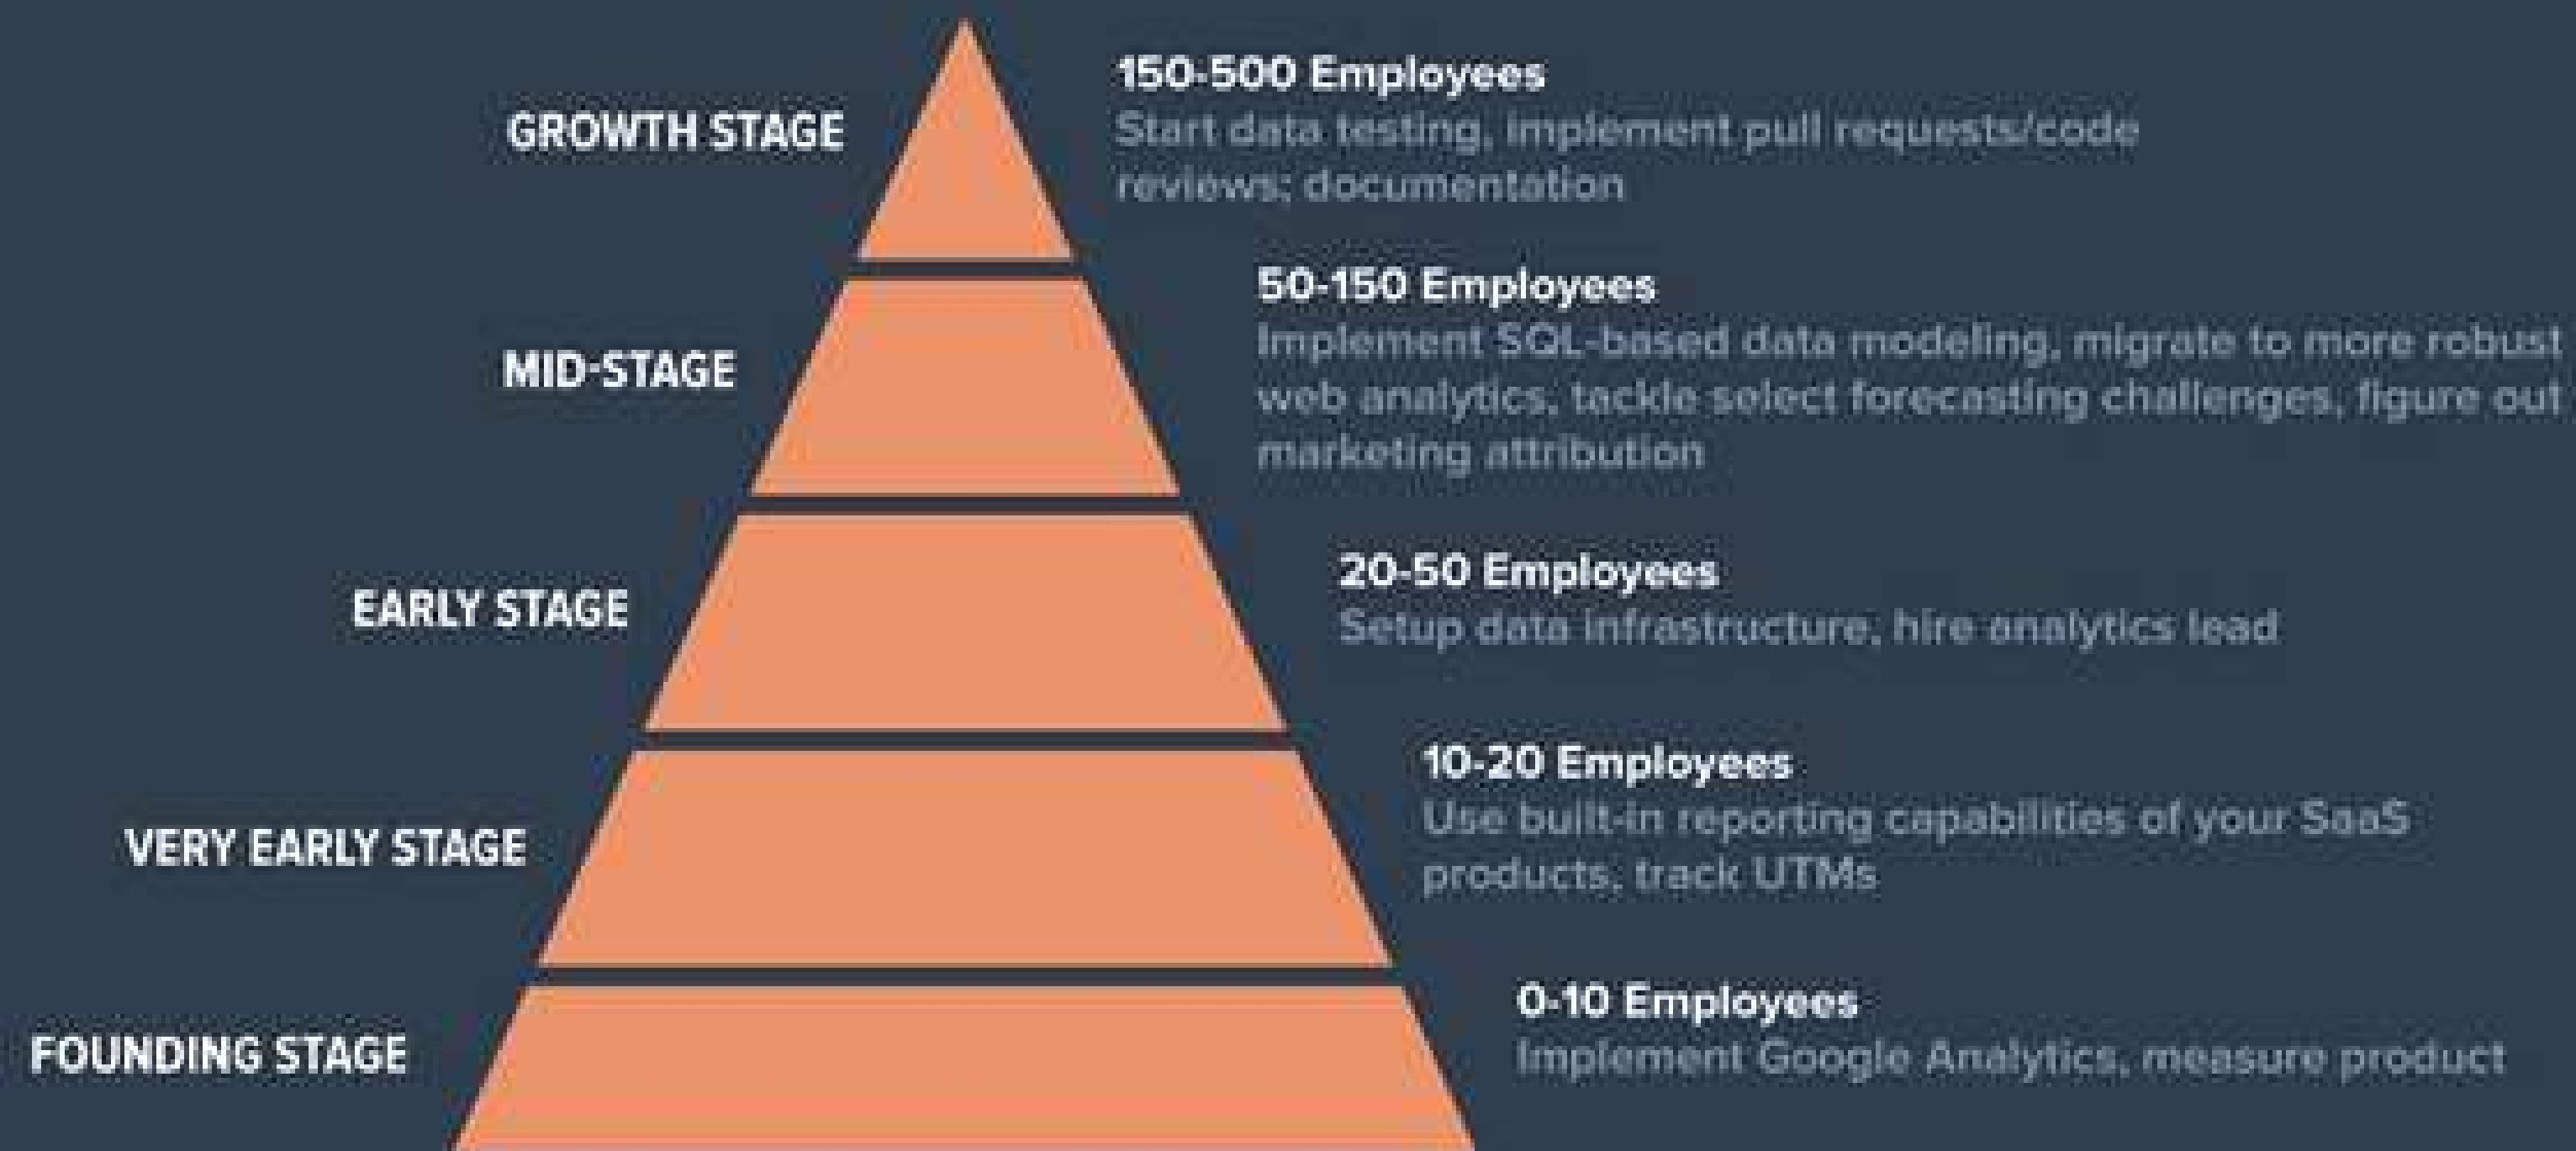 GROWTH STAGE
150-500 Employees
Start data testing, implement pull requests/code
reviews; documentation
MID-STAGE
50-150 Employees
Implement SQL-based data modeling, migrate to more robust
web analytics, tackle select forecasting challenges, figure out
marketing attribution
EARLY STAGE
20-50 Employees
Setup data infrastructure, hire analytics lead
VERY EARLY STAGE
10-20 Employees
Use built-in reporting capabilities of your SaaS
products, track UTMs
FOUNDING STAGE
0-10 Employees
Implement Google Analytics, measure product